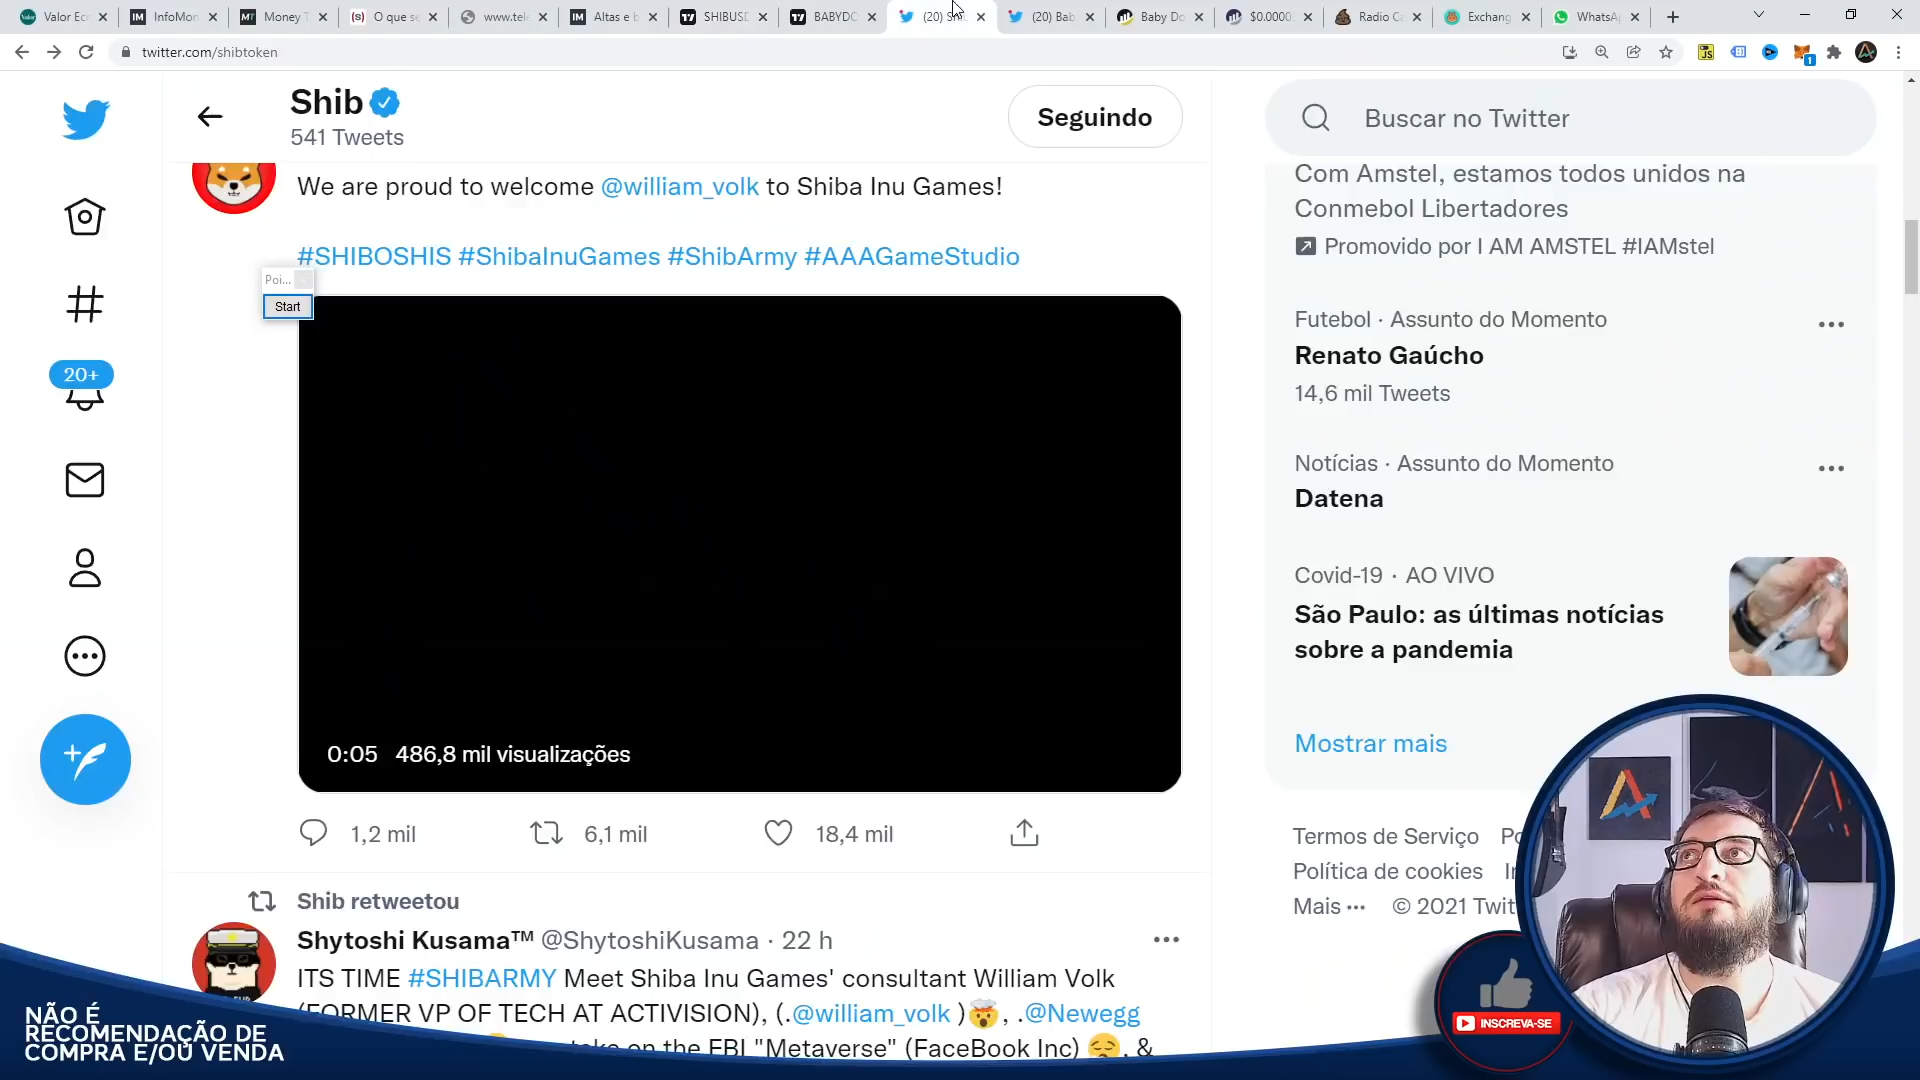 Valor Ec
InfoMon
Money T
O que se
www.tele
Altas e b
SHIBUSD
BABYDO
(20) S
(20) Bab
Baby Do
$0.0000
Radio Ca
Exchang
WhatsA
twitter.com/shibtoken
1
Shib
541 Tweets
Seguindo
Buscar no Twitter
We are proud to welcome @william_volk to Shiba Inu Games!
#SHIBOSHIS #ShibaInuGames #ShibArmy #AAAGameStudio
Poi...
Start
20+
0:05 486,8 mil visualizações
1,2 mil
6,1 mil
18,4 mil
Shib retweetou
Shytoshi Kusama™ @ShytoshiKusama · 22 h
ITS TIME #SHIBARMY Meet Shiba Inu Games' consultant William Volk
(FORMER VP OF TECH AT ACTIVISION), (.@william_volk )🤯, .@Newegg
on the FBI "Metaverse" (FaceBook Inc) 😪, &
Com Amstel, estamos todos unidos na
Conmebol Libertadores
Promovido por I AM AMSTEL #IAMstel
Futebol · Assunto do Momento
Renato Gaúcho
14,6 mil Tweets
Notícias · Assunto do Momento
Datena
Covid-19 · AO VIVO
São Paulo: as últimas notícias
sobre a pandemia
Mostrar mais
Termos de Serviço
Política de cookies
Mais ··· © 2021 Twit
NÃO É
RECOMENDAÇÃO DE
COMPRA E/OU VENDA
INSCREVA-SE